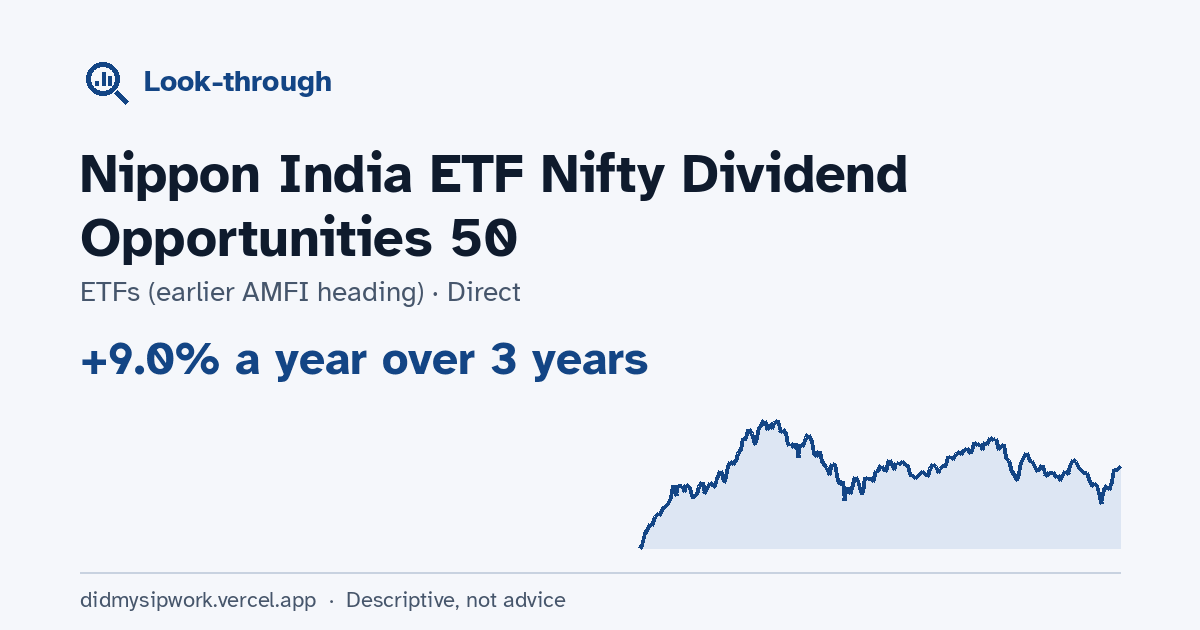 Look-through
Nippon India ETF Nifty Dividend
Opportunities 50
ETFs (earlier AMFI heading) · Direct
+9.0% a year over 3 years
didmysipwork.vercel.app · Descriptive, not advice